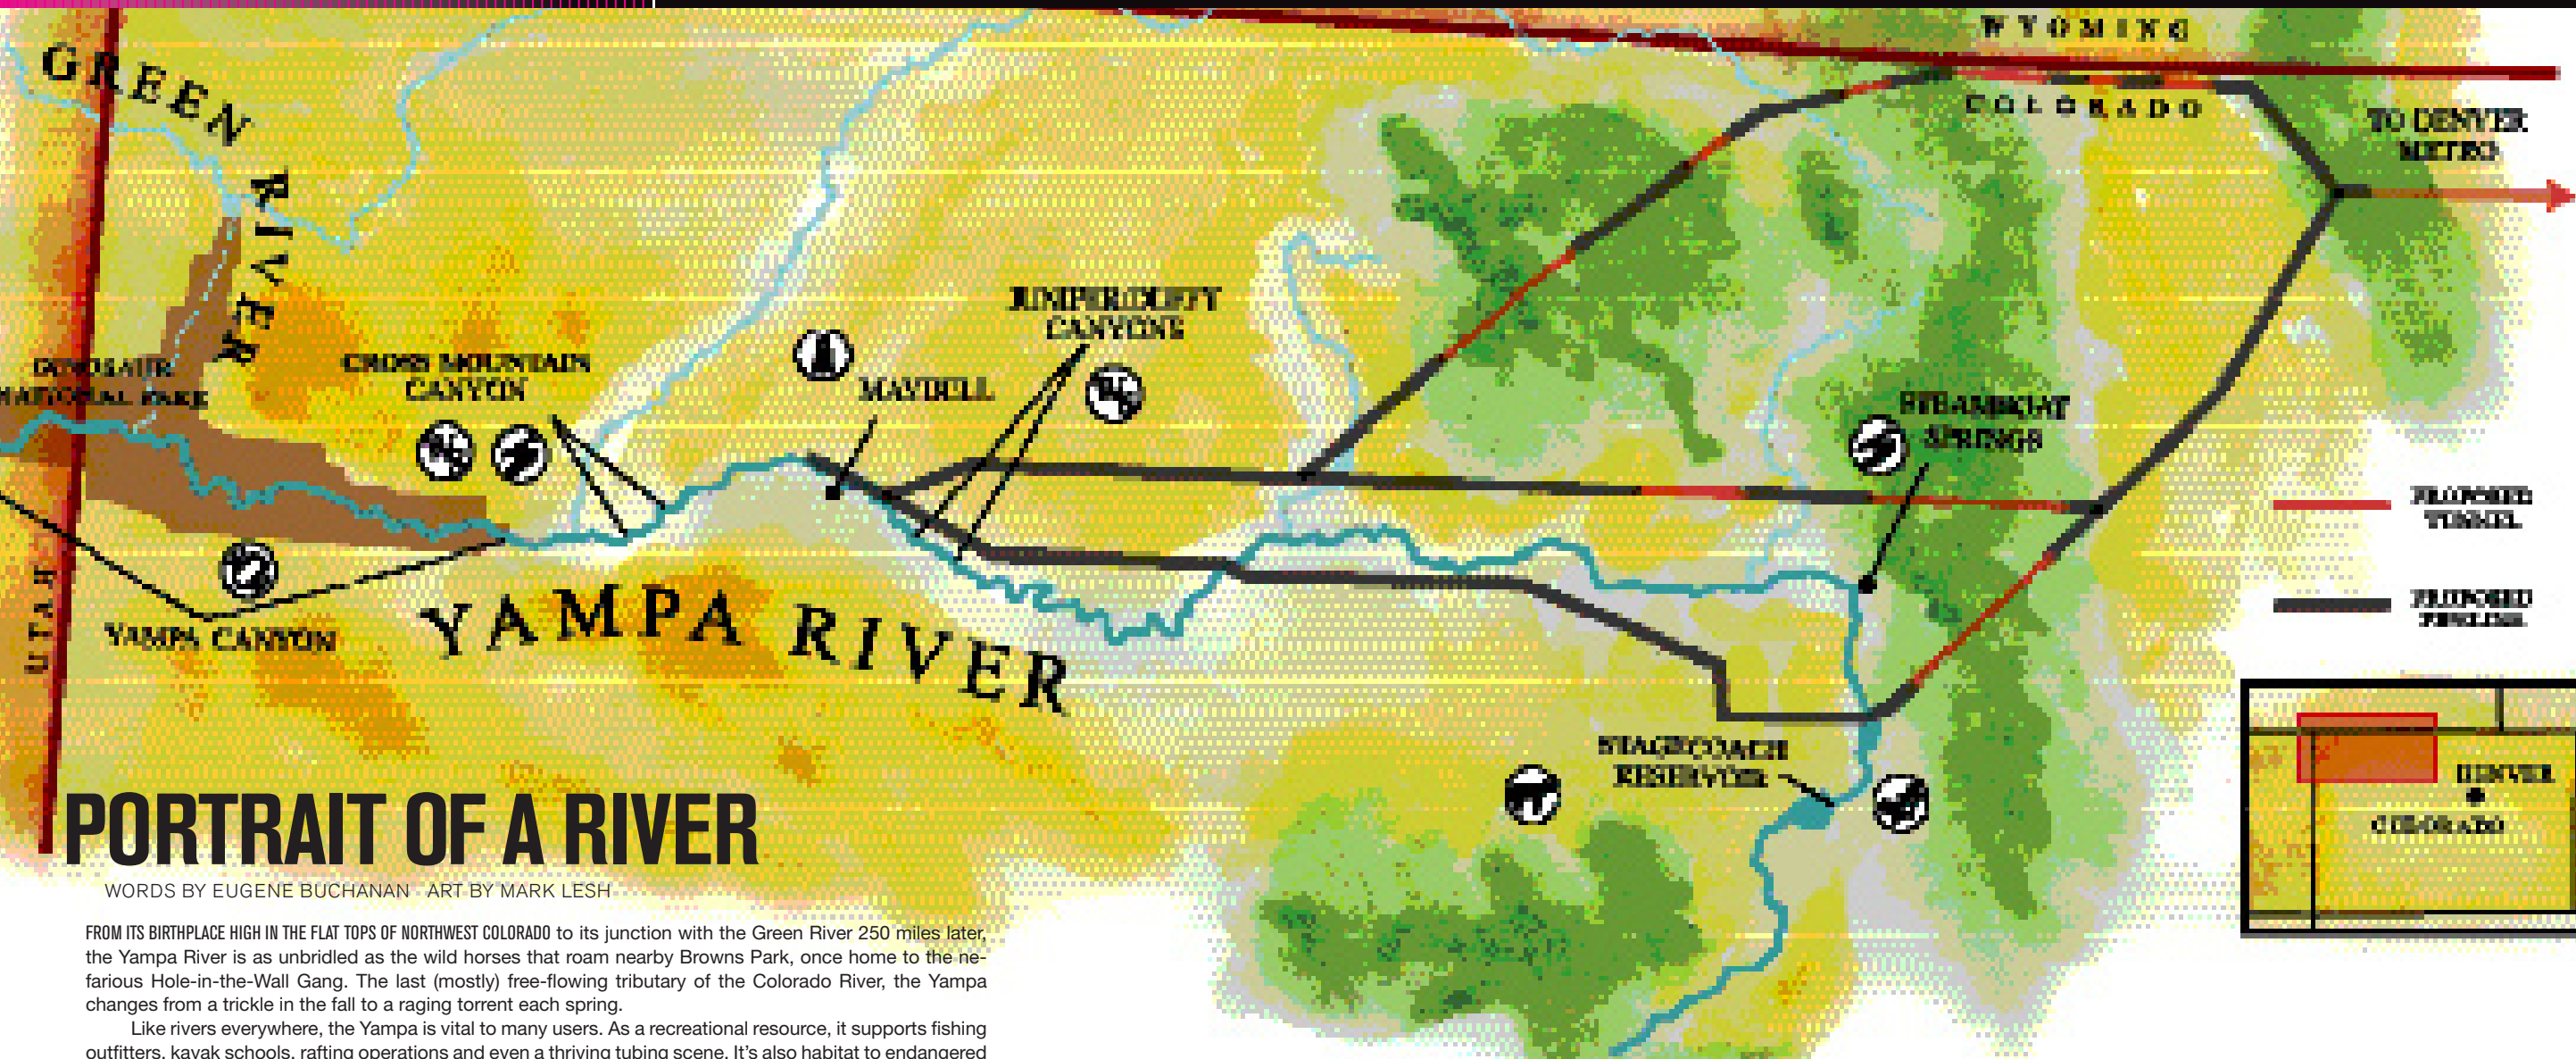 WYOMING
COLORADO
GREEN RIVER
TO DENVER
METRO
JUNIPER/DUFFY
CANYONS
DINOSAUR
NATIONAL PARK
CROSS MOUNTAIN
CANYON
MAYBELL
STEAMBOAT
SPRINGS
PROPOSED
TUNNEL
PROPOSED
PIPELINE
UTAH
YAMPA CANYON
YAMPA RIVER
STAGECOACH
RESERVOIR
DENVER
COLORADO
PORTRAIT OF A RIVER
WORDS BY EUGENE BUCHANAN ART BY MARK LESH
FROM ITS BIRTHPLACE HIGH IN THE FLAT TOPS OF NORTHWEST COLORADO to its junction with the Green River 250 miles later,
the Yampa River is as unbridled as the wild horses that roam nearby Browns Park, once home to the ne-
farious Hole-in-the-Wall Gang. The last (mostly) free-flowing tributary of the Colorado River, the Yampa
changes from a trickle in the fall to a raging torrent each spring.
Like rivers everywhere, the Yampa is vital to many users. As a recreational resource, it supports fishing
outfitters, kayak schools, rafting operations and even a thriving tubing scene. It's also habitat to endangered